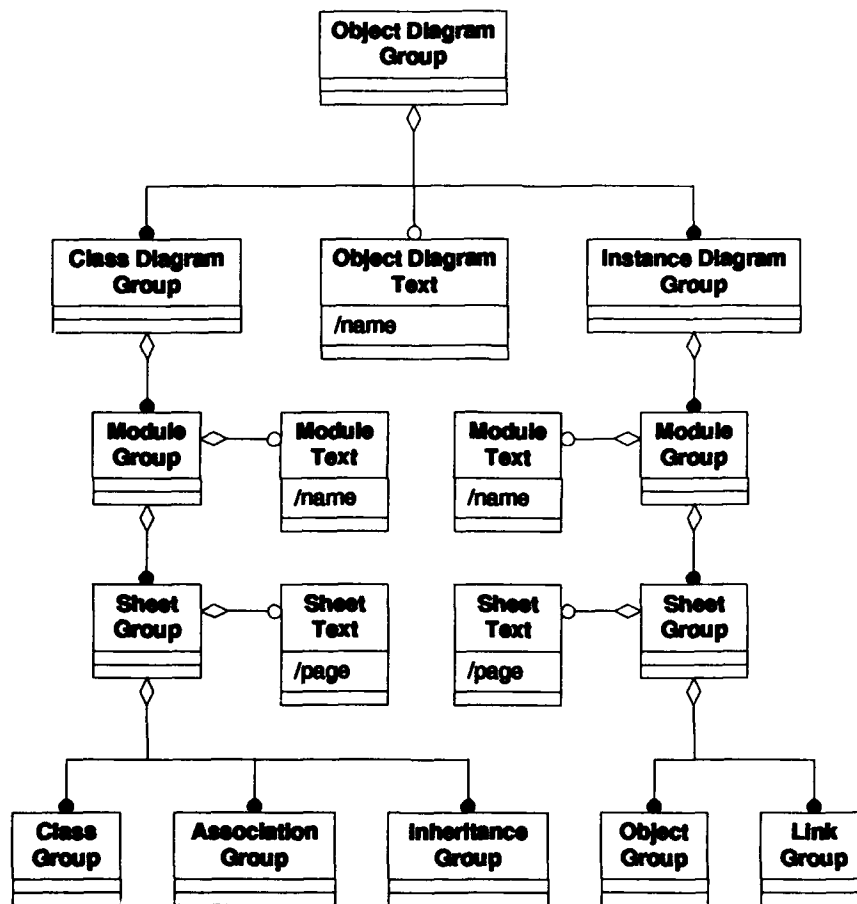 Object Diagram
Group
Class Diagram
Group
Object Diagram
Text
/name
Instance Diagram
Group
Module
Group
Module
Text
/name
Module
Text
/name
Module
Group
Sheet
Group
Sheet
Text
/page
Sheet
Text
/page
Sheet
Group
Class
Group
Association
Group
Inheritance
Group
Object
Group
Link
Group